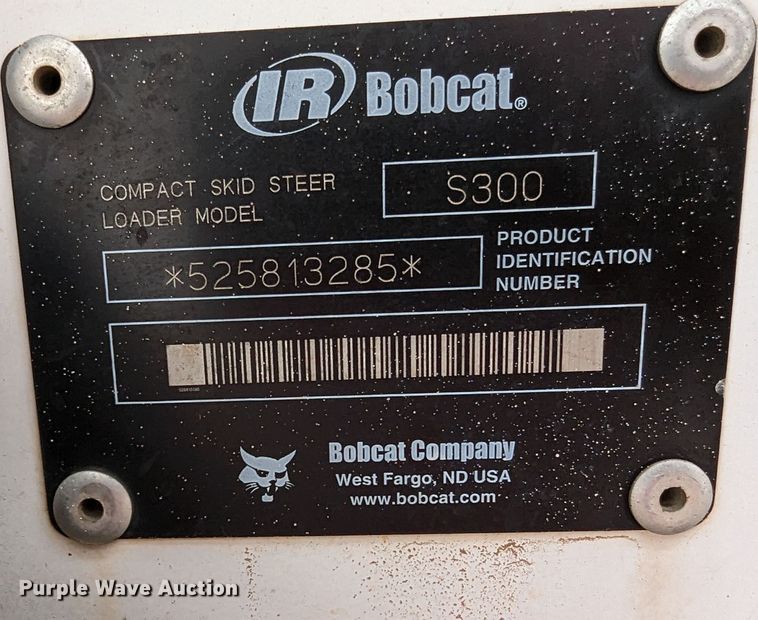 IR Bobcat®
COMPACT SKID STEER
LOADER MODEL
S300
*525813285*
PRODUCT
IDENTIFICATION
NUMBER
Bobcat Company
West Fargo, ND USA
www.bobcat.com
Purple Wave Auction